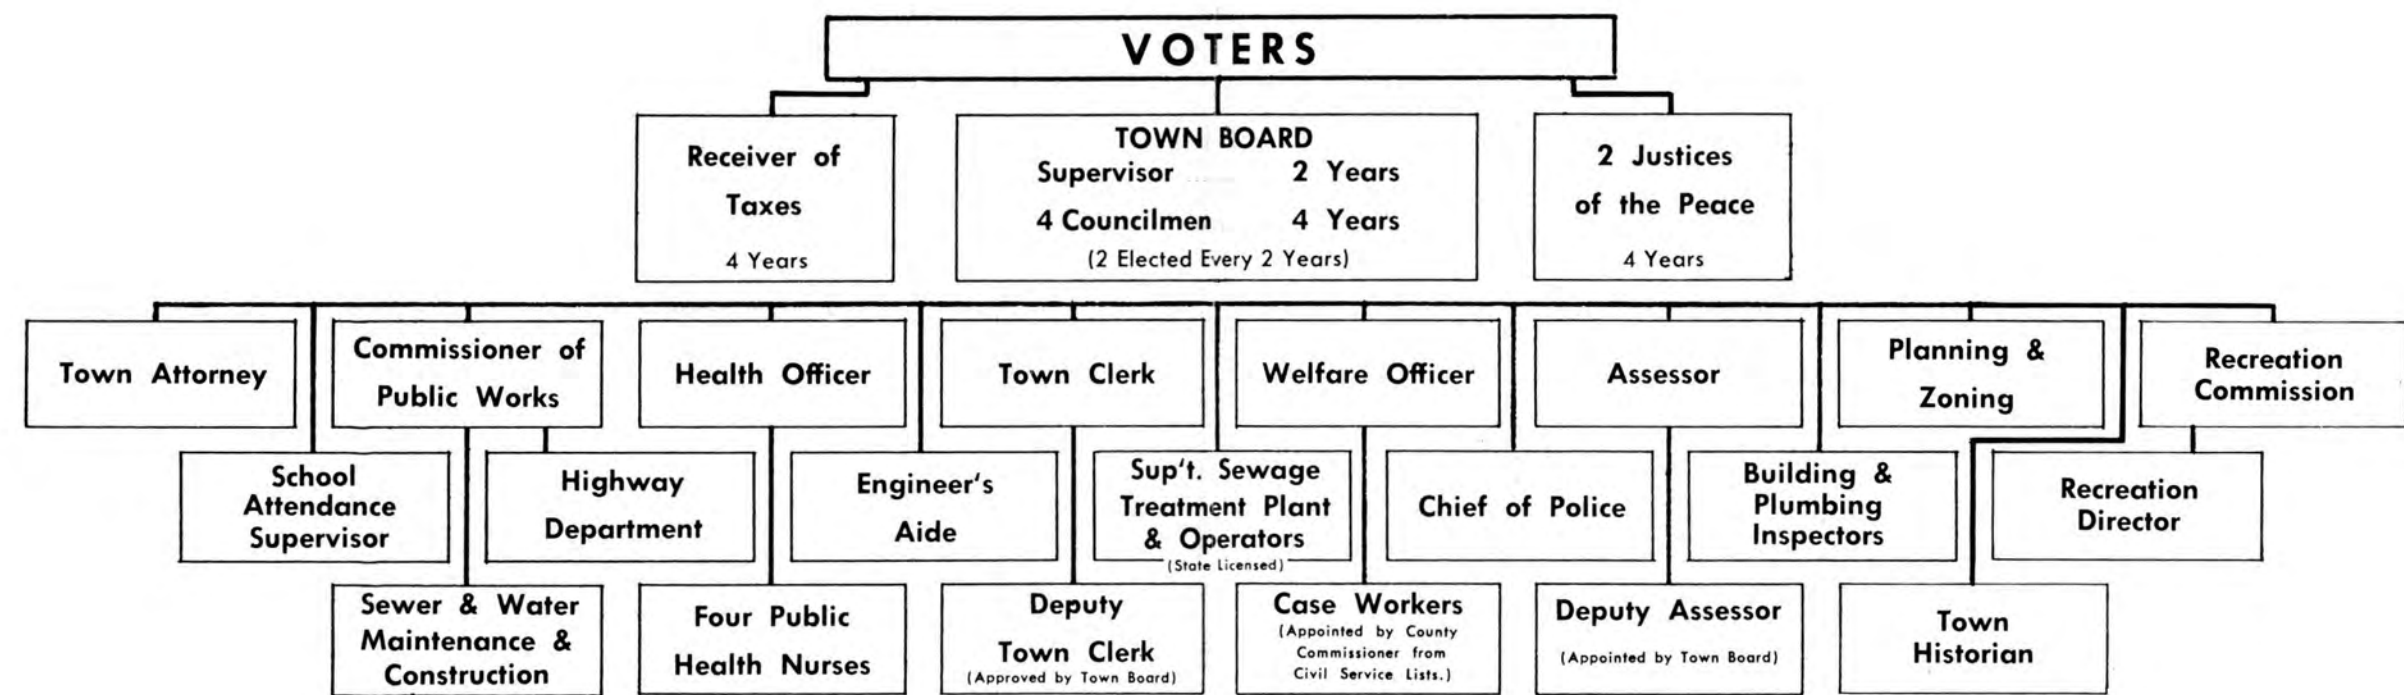 VOTERS
Receiver of
Taxes
4 Years
TOWN BOARD
Supervisor 2 Years
4 Councilmen 4 Years
(2 Elected Every 2 Years)
2 Justices
of the Peace
4 Years
Town Attorney
Commissioner of
Public Works
Health Officer
Town Clerk
Welfare Officer
Assessor
Planning &
Zoning
Recreation
Commission
School
Attendance
Supervisor
Highway
Department
Engineer's
Aide
Sup't. Sewage
Treatment Plant
& Operators
(State Licensed)
Chief of Police
Building &
Plumbing
Inspectors
Recreation
Director
Sewer & Water
Maintenance &
Construction
Four Public
Health Nurses
Deputy
Town Clerk
(Approved by Town Board)
Case Workers
(Appointed by County
Commissioner from
Civil Service Lists.)
Deputy Assessor
(Appointed by Town Board)
Town
Historian